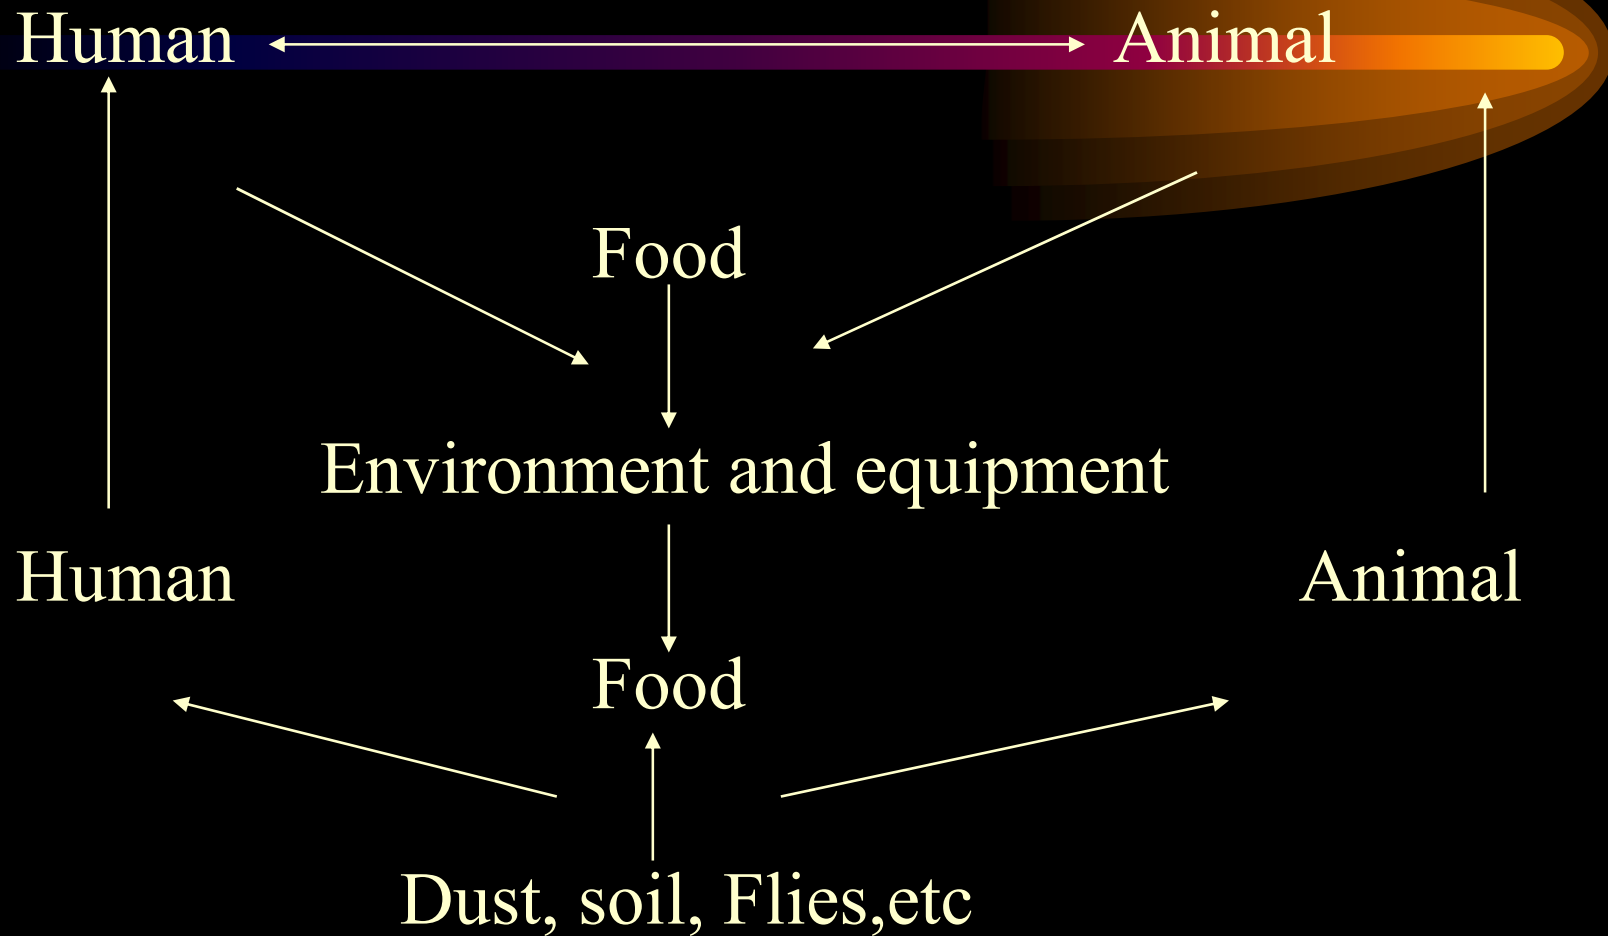 Human Animal
Food
Environment and equipment
Human Animal
Food
Dust, soil, Flies,etc